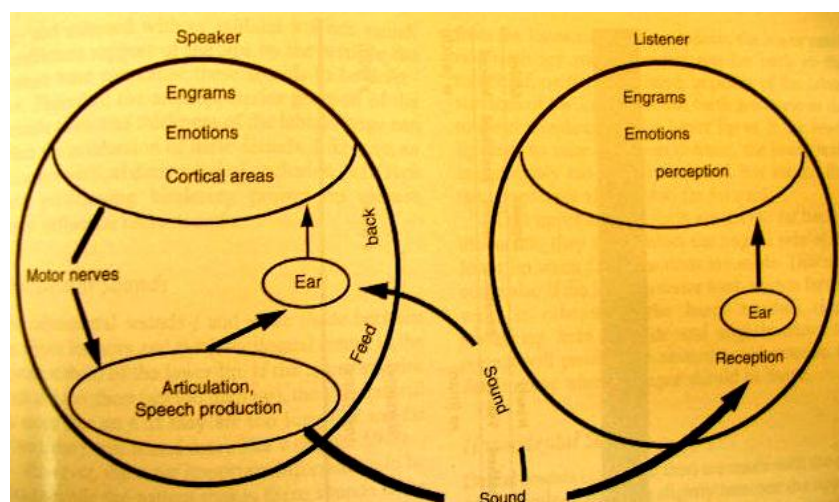 Speaker
Engrams
Emotions
Cortical areas
Motor nerves
Ear
Feed back
Articulation,
Speech production
Sound
Sound
Listener
Engrams
Emotions
perception
Ear
Reception